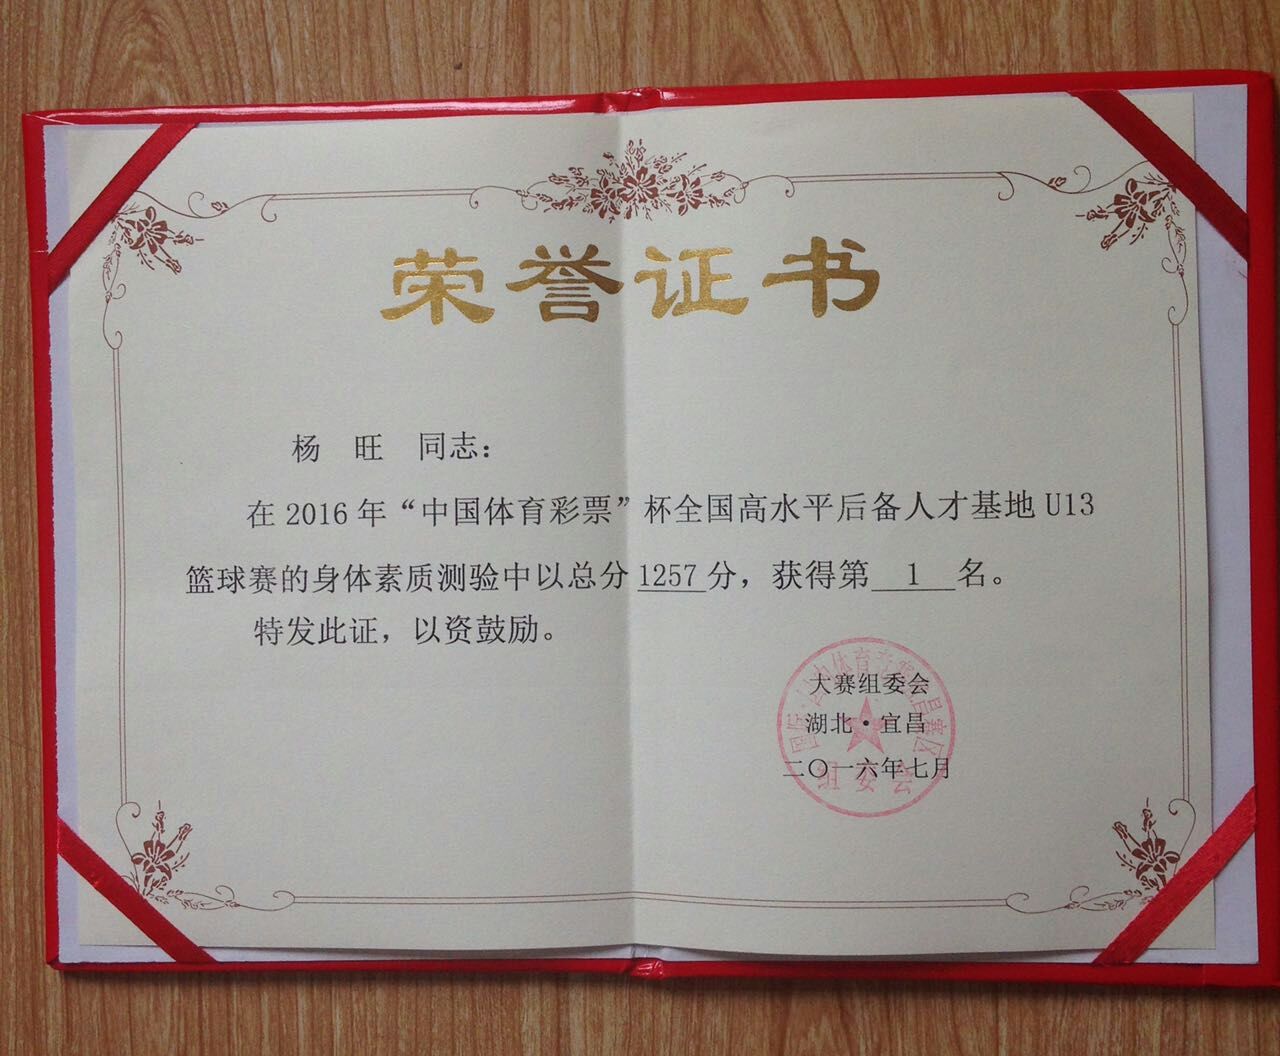 荣誉证书
杨 旺 同志：
在2016年“中国体育彩票”杯全国高水平后备人才基地U13
篮球赛的身体素质测验中以总分1257分，获得第 1 名。
特发此证，以资鼓励。
大赛组委会
湖北·宜昌
二〇一六年七月
组委会